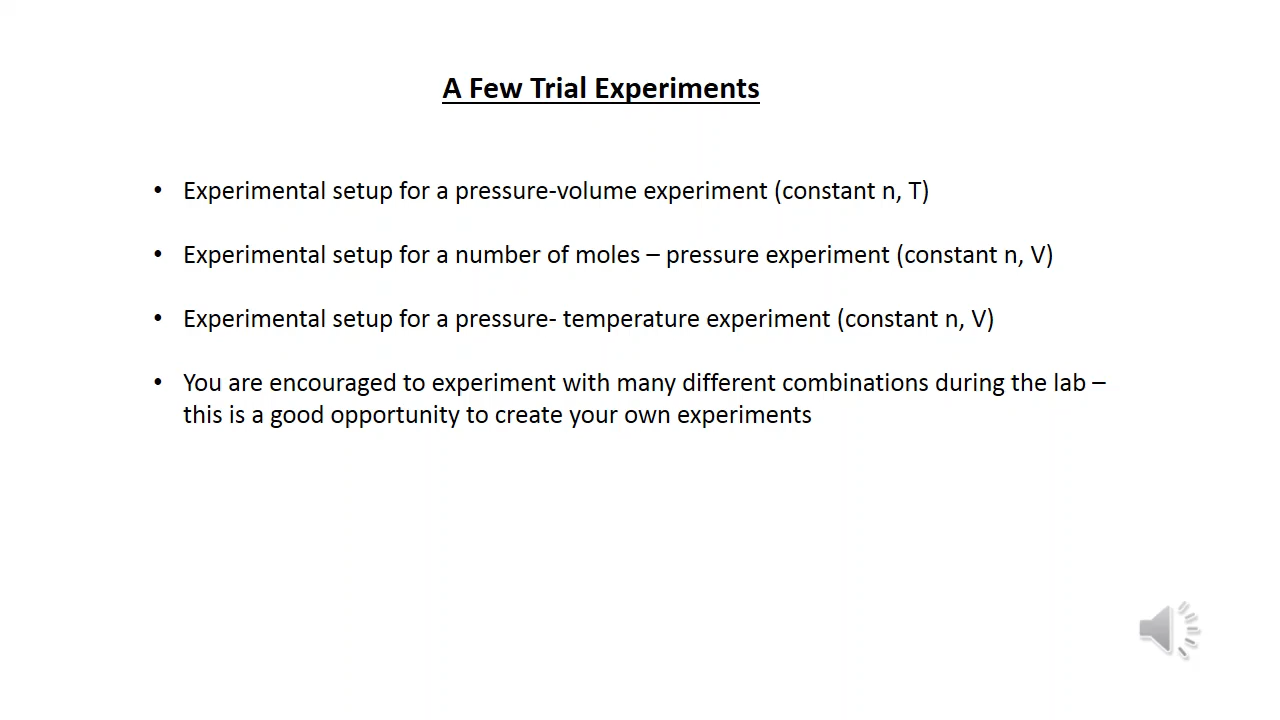 A Few Trial Experiments
• Experimental setup for a pressure-volume experiment (constant n, T)
• Experimental setup for a number of moles – pressure experiment (constant n, V)
• Experimental setup for a pressure- temperature experiment (constant n, V)
• You are encouraged to experiment with many different combinations during the lab –
this is a good opportunity to create your own experiments